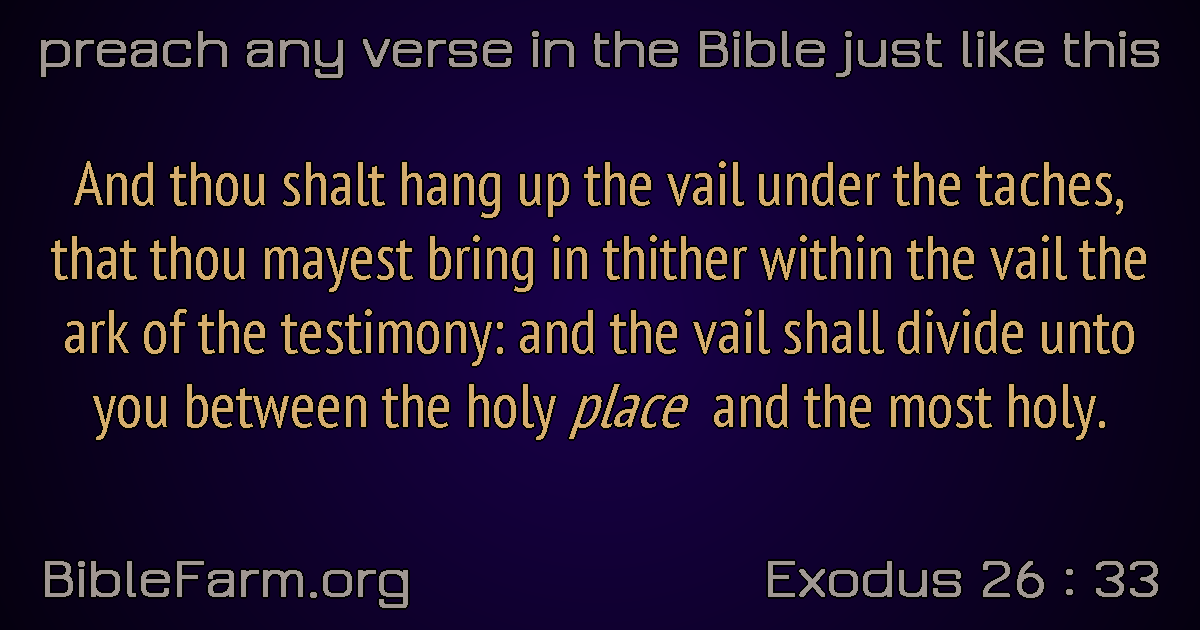 preach any verse in the Bible just like this
And thou shalt hang up the vail under the taches,
that thou mayest bring in thither within the vail the
ark of the testimony: and the vail shall divide unto
you between the holy place and the most holy.
BibleFarm.org
Exodus 26 : 33